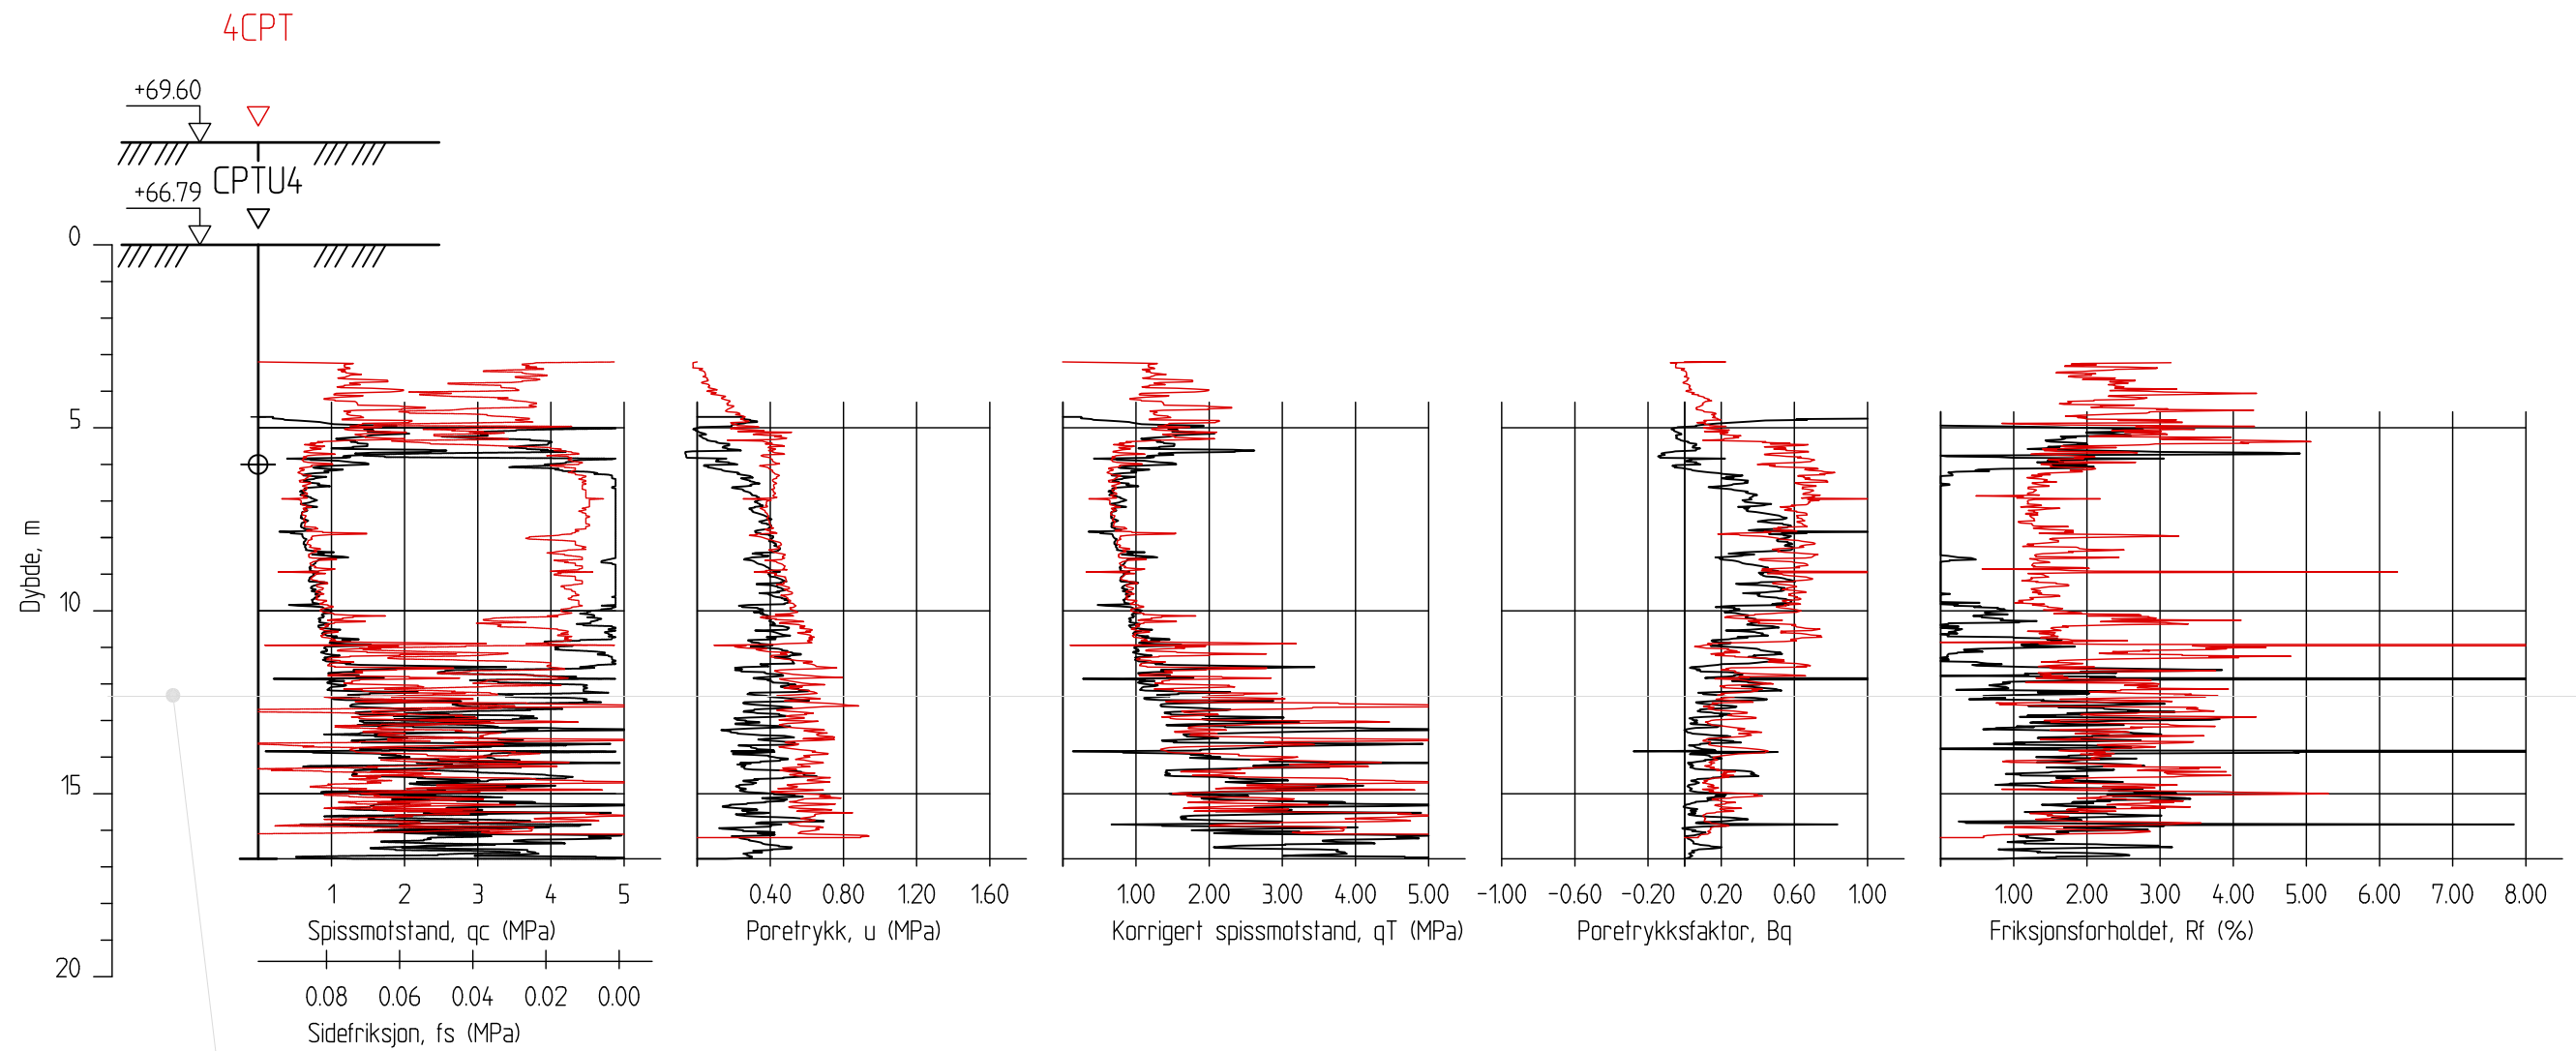 4CPT
+69.60
CPTU4
+66.79
0
5
10
15
20
Dybde, m
1 2 3 4 5
Spissmotstand, qc (MPa)
0.08 0.06 0.04 0.02 0.00
Sidefriksjon, fs (MPa)
0.40 0.80 1.20 1.60
Poretrykk, u (MPa)
1.00 2.00 3.00 4.00 5.00
Korrigert spissmotstand, qT (MPa)
-1.00 -0.60 -0.20 0.20 0.60 1.00
Poretrykksfaktor, Bq
1.00 2.00 3.00 4.00 5.00 6.00 7.00 8.00
Friksjonsforholdet, Rf (%)